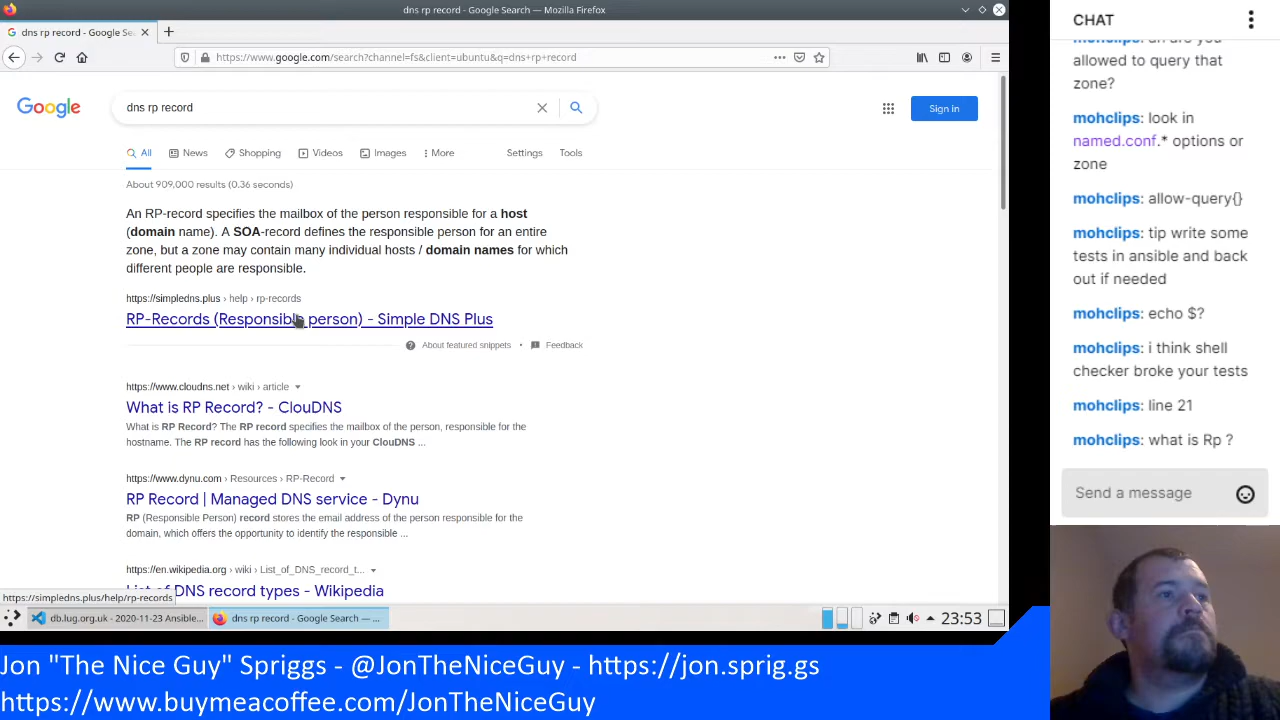 dns rp record - Google Search — Mozilla Firefox
dns rp record - Google Sea
https://www.google.com/search?channel=fs&client=ubuntu&q=dns+rp+record
Google
dns rp record
Sign in
All
News
Shopping
Videos
Images
More
Settings
Tools
About 909,000 results (0.36 seconds)
An RP-record specifies the mailbox of the person responsible for a host
(domain name). A SOA-record defines the responsible person for an entire
zone, but a zone may contain many individual hosts / domain names for which
different people are responsible.
https://simpledns.plus › help › rp-records
RP-Records (Responsible person) - Simple DNS Plus
About featured snippets
•
Feedback
https://www.cloudns.net › wiki › article
What is RP Record? - ClouDNS
What is RP Record? The RP record specifies the mailbox of the person, responsible for the
hostname. The RP record has the following look in your ClouDNS ...
https://www.dynu.com › Resources › RP-Record
RP Record | Managed DNS service - Dynu
RP (Responsible Person) record stores the email address of the person responsible for the
domain, which offers the opportunity to identify the responsible ...
https://en.wikipedia.org › wiki › List_of_DNS_record_t...
List of DNS record types - Wikipedia
https://simpledns.plus/help/rp-records
db.lug.org.uk - 2020-11-23 Ansible...
dns rp record - Google Search — ...
23:53
CHAT
allowed to query that
zone?
mohclips: look in
named.conf.* options or
zone
mohclips: allow-query{}
mohclips: tip write some
tests in ansible and back
out if needed
mohclips: echo $?
mohclips: i think shell
checker broke your tests
mohclips: line 21
mohclips: what is Rp ?
Send a message
Jon "The Nice Guy" Spriggs - @JonTheNiceGuy - https://jon.sprig.gs
https://www.buymeacoffee.com/JonTheNiceGuy